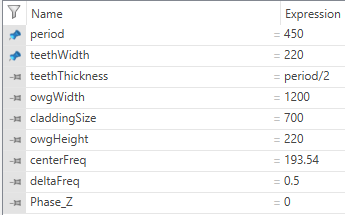 Name Expression
period = 450
teethWidth = 220
teethThickness = period/2
owgWidth = 1200
claddingSize = 700
owgHeight = 220
centerFreq = 193.54
deltaFreq = 0.5
Phase_Z = 0